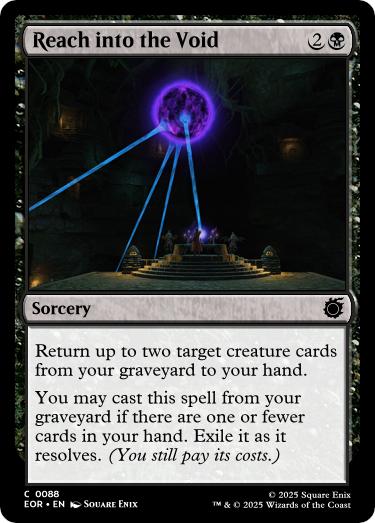 Reach into the Void 2
Sorcery
Return up to two target creature cards
from your graveyard to your hand.
You may cast this spell from your
graveyard if there are one or fewer
cards in your hand. Exile it as it
resolves. (You still pay its costs.)
C 0088
EOR • EN Square Enix
© 2025 Square Enix
™ & © 2025 Wizards of the Coast